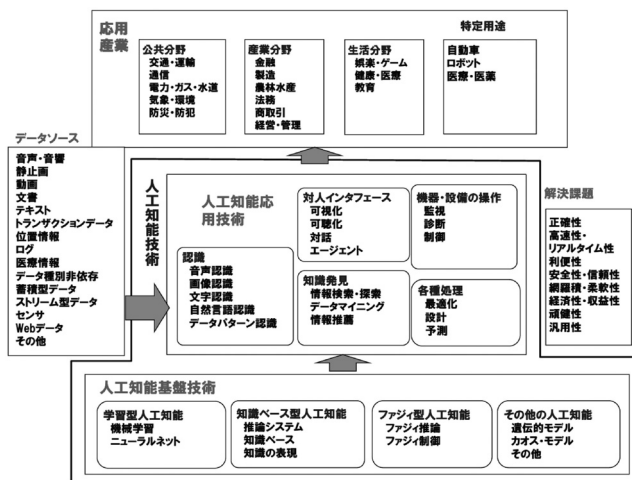 応用
産業
特定用途
公共分野
交通・運輸
通信
電力・ガス・水道
気象・環境
防災・防犯
産業分野
金融
製造
農林水産
法務
商取引
経営・管理
生活分野
娯楽・ゲーム
健康・医療
教育
自動車
ロボット
医療・医薬
データソース
音声・音響
静止画
動画
文書
テキスト
トランザクションデータ
位置情報
ログ
医療情報
データ種別非依存
蓄積型データ
ストリーム型データ
センサ
Webデータ
その他
人工知能技術
人工知能応
用技術
認識
音声認識
画像認識
文字認識
自然言語認識
データパターン認識
対人インタフェース
可視化
可聴化
対話
エージェント
知識発見
情報検索・探索
データマイニング
情報推薦
機器・設備の操作
監視
診断
制御
各種処理
最適化
設計
予測
解決課題
正確性
高速性・
リアルタイム性
利便性
安全性・信頼性
網羅積・柔軟性
経済性・収益性
頑健性
汎用性
人工知能基盤技術
学習型人工知能
機械学習
ニューラルネット
知識ベース型人工知能
推論システム
知識ベース
知識の表現
ファジィ型人工知能
ファジィ推論
ファジィ制御
その他の人工知能
遺伝的モデル
カオス・モデル
その他